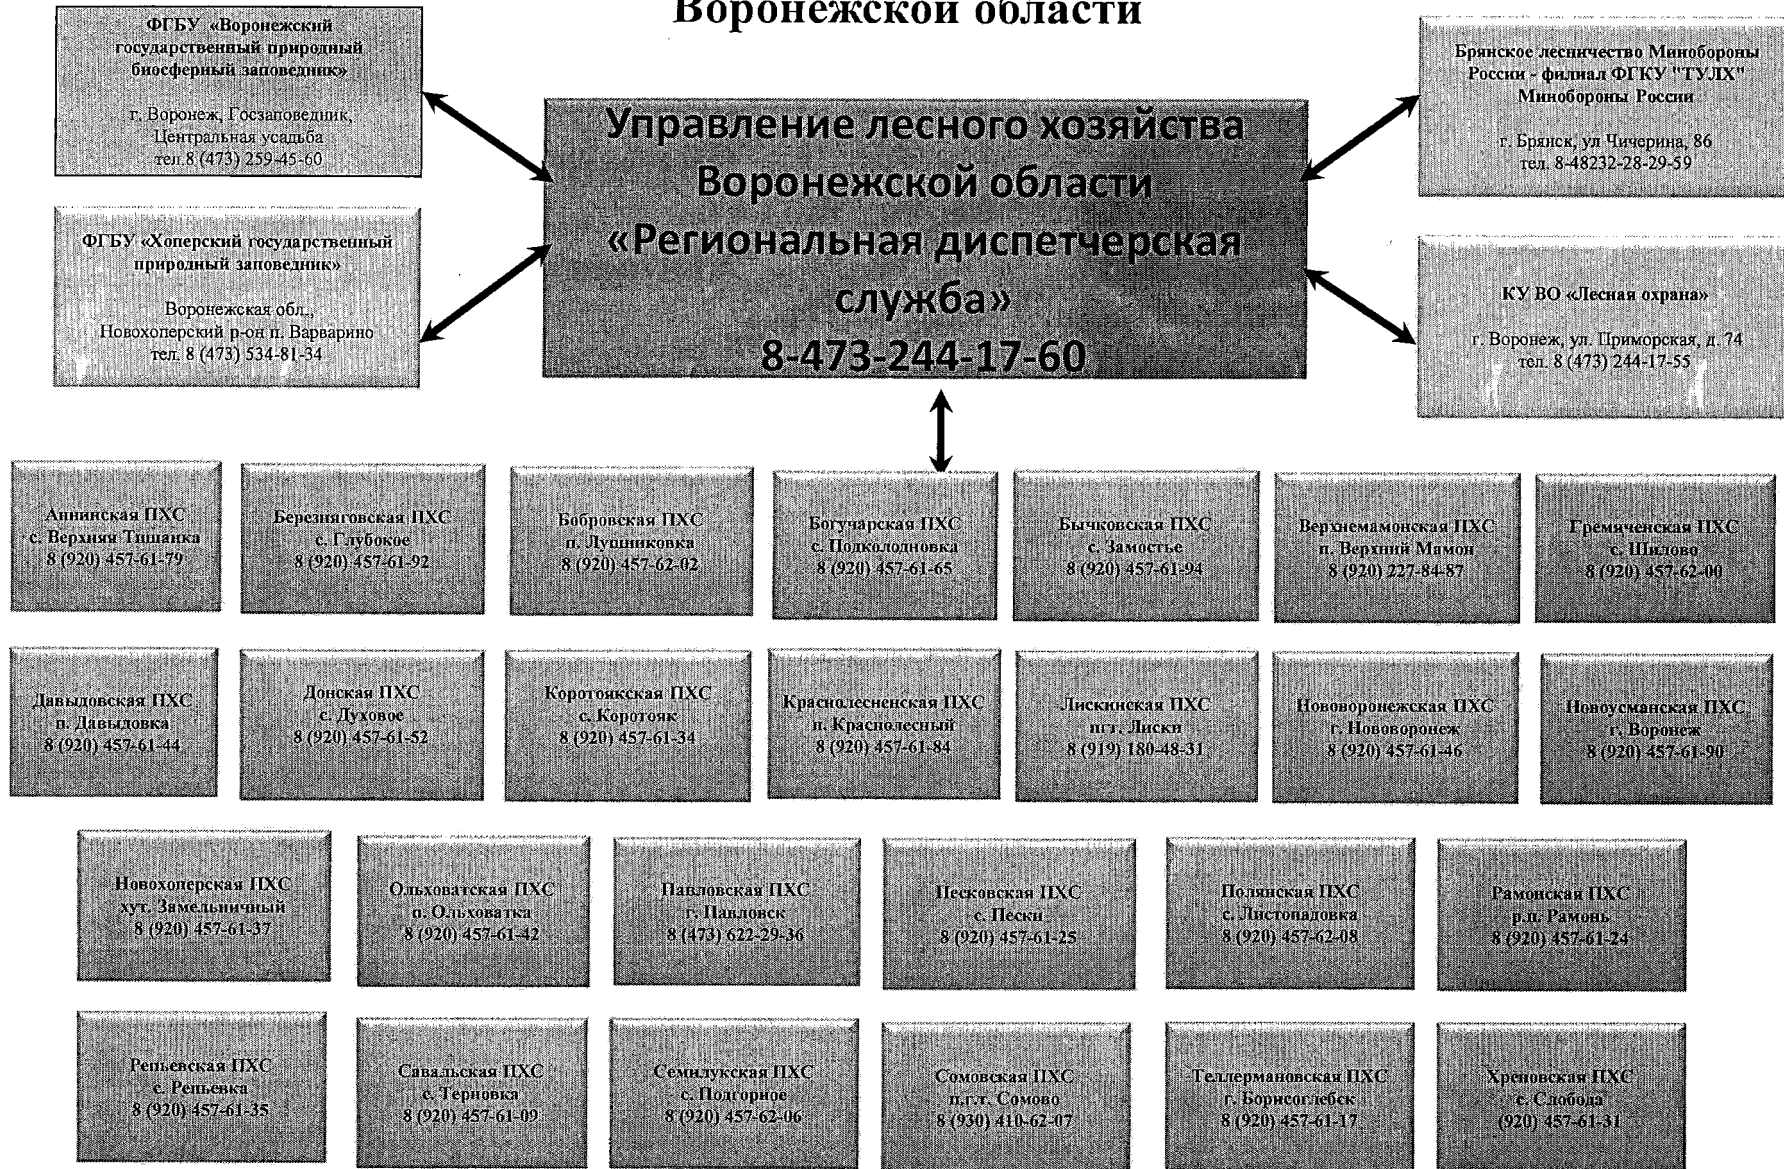 Воронежской области
ФГБУ «Воронежский
государственный природный
биосферный заповедник»
г. Воронеж, Госзаповедник,
Центральная усадьба
тел.8 (473) 259-45-60
ФГБУ «Хоперский государственный
природный заповедник»
Воронежская обл.,
Новохоперский р-он п. Варварино
тел. 8 (473) 534-81-34
Управление лесного хозяйства
Воронежской области
«Региональная диспетчерская
служба»
8-473-244-17-60
Брянское лесничество Минобороны
России - филиал ФГКУ "ТУЛХ"
Минобороны России
г. Брянск, ул Чичерина, 86
тел. 8-48232-28-29-59
КУ ВО «Лесная охрана»
г. Воронеж, ул. Приморская, д. 74
тел. 8 (473) 244-17-55
Аннинская ПХС
с. Верхняя Тишанка
8 (920) 457-61-79
Березняговская ПХС
с. Глубокое
8 (920) 457-61-92
Бобровская ПХС
п. Лушниковка
8 (920) 457-62-02
Богучарская ПХС
с. Подколодновка
8 (920) 457-61-65
Бычковская ПХС
с. Замостье
8 (920) 457-61-94
Верхнемамонская ПХС
п. Верхний Мамон
8 (920) 227-84-87
Гремяченская ПХС
с. Шилово
8 (920) 457-62-00
Давыдовская ПХС
п. Давыдовка
8 (920) 457-61-44
Донская ПХС
с. Духовое
8 (920) 457-61-52
Коротоякская ПХС
с. Коротояк
8 (920) 457-61-34
Краснолесненская ПХС
п. Краснолесный
8 (920) 457-61-84
Лискинская ПХС
пгт. Лиски
8 (919) 180-48-31
Нововоронежская ПХС
г. Нововоронеж
8 (920) 457-61-46
Новоусманская ПХС
г. Воронеж
8 (920) 457-61-90
Новохоперская ПХС
хут. Замельничный
8 (920) 457-61-37
Ольховатская ПХС
п. Ольховатка
8 (920) 457-61-42
Павловская ПХС
г. Павловск
8 (473) 622-29-36
Песковская ПХС
с. Пески
8 (920) 457-61-25
Полянская ПХС
с. Листопадовка
8 (920) 457-62-08
Рамонская ПХС
р.п. Рамонь
8 (920) 457-61-24
Репьевская ПХС
с. Репьевка
8 (920) 457-61-35
Савальская ПХС
с. Терновка
8 (920) 457-61-09
Семилукская ПХС
с. Подгорное
8 (920) 457-62-06
Сомовская ПХС
п.г.т. Сомово
8 (930) 410-62-07
Теллермановская ПХС
г. Борисоглебск
8 (920) 457-61-17
Хреновская ПХС
с. Слобода
(920) 457-61-31